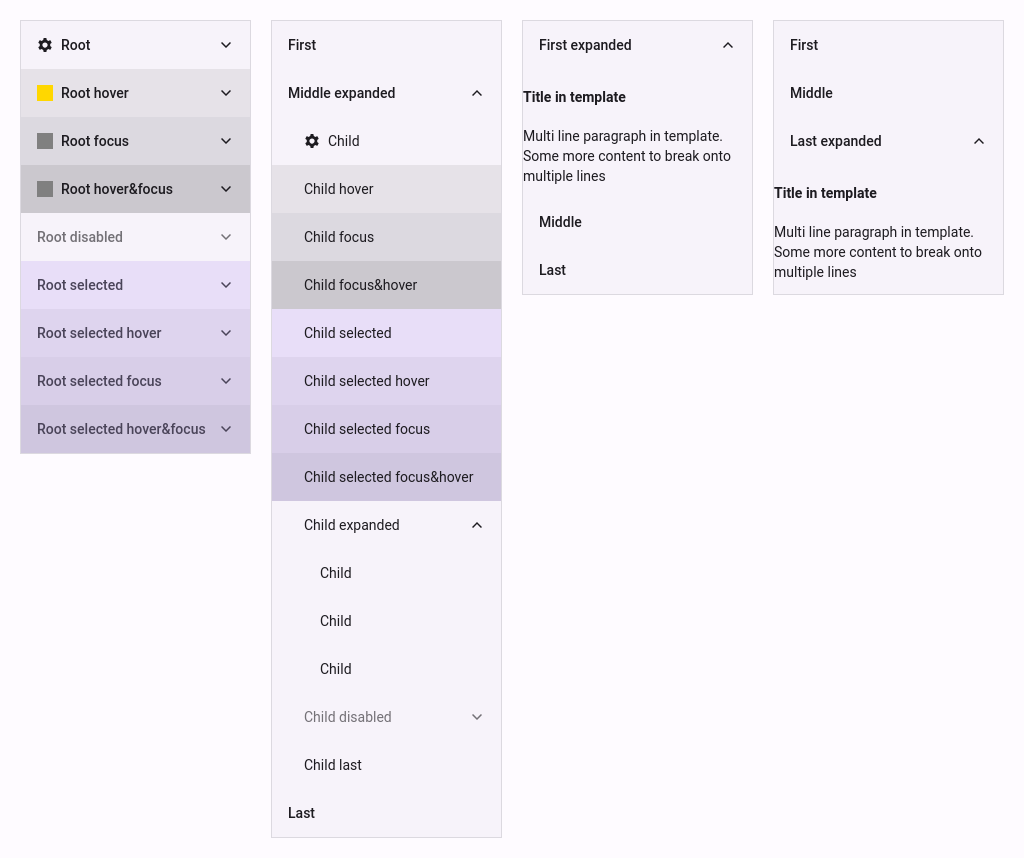 Root
Root hover
Root focus
Root hover&focus
Root disabled
Root selected
Root selected hover
Root selected focus
Root selected hover&focus
First
Middle expanded
Child
Child hover
Child focus
Child focus&hover
Child selected
Child selected hover
Child selected focus
Child selected focus&hover
Child expanded
Child
Child
Child
Child disabled
Child last
Last
First expanded
Title in template
Multi line paragraph in template.
Some more content to break onto
multiple lines
Middle
Last
First
Middle
Last expanded
Title in template
Multi line paragraph in template.
Some more content to break onto
multiple lines